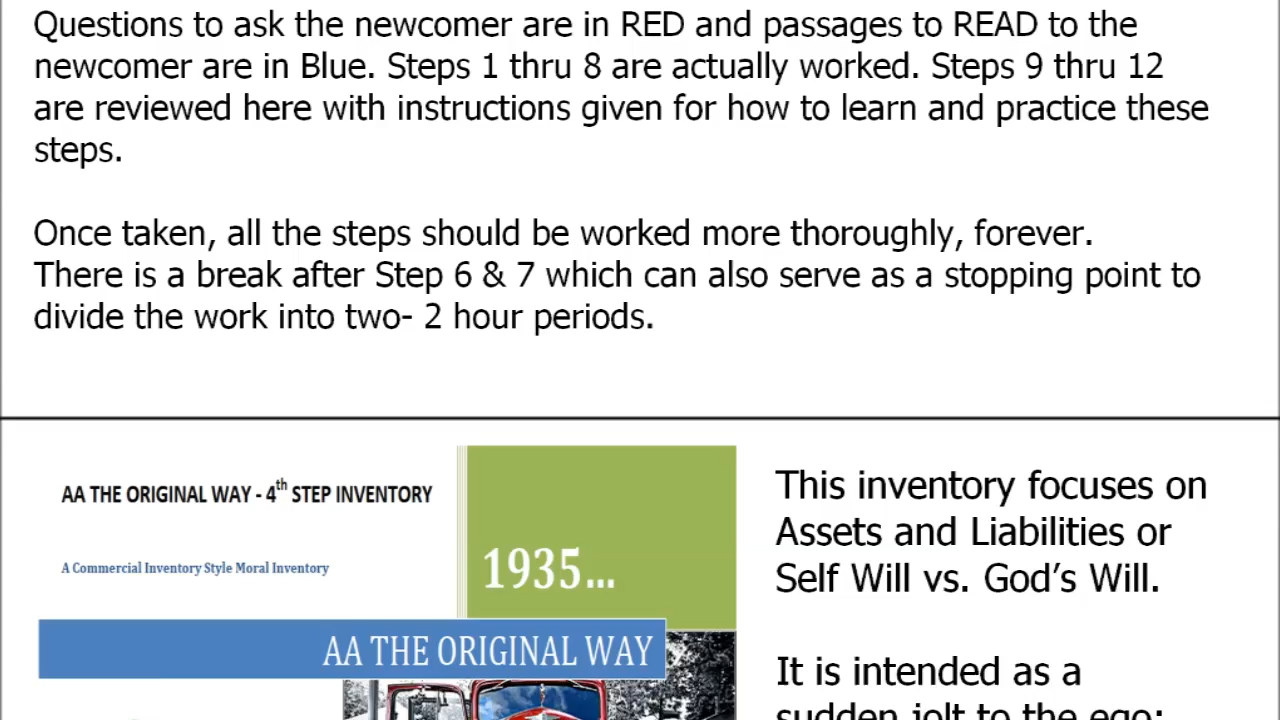 Questions to ask the newcomer are in RED and passages to READ to the
newcomer are in Blue. Steps 1 thru 8 are actually worked. Steps 9 thru 12
are reviewed here with instructions given for how to learn and practice these
steps.
Once taken, all the steps should be worked more thoroughly, forever.
There is a break after Step 6 & 7 which can also serve as a stopping point to
divide the work into two- 2 hour periods.
AA THE ORIGINAL WAY - 4th STEP INVENTORY
A Commercial Inventory Style Moral Inventory
1935...
AA THE ORIGINAL WAY
This inventory focuses on
Assets and Liabilities or
Self Will vs. God's Will.
It is intended as a
sudden jolt to the ego;